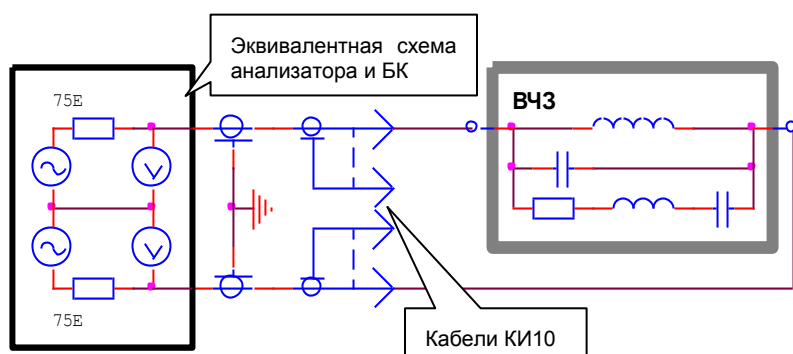 Эквивалентная схема
анализатора и БК
75E
ВЧЗ
75E
Кабели КИ10